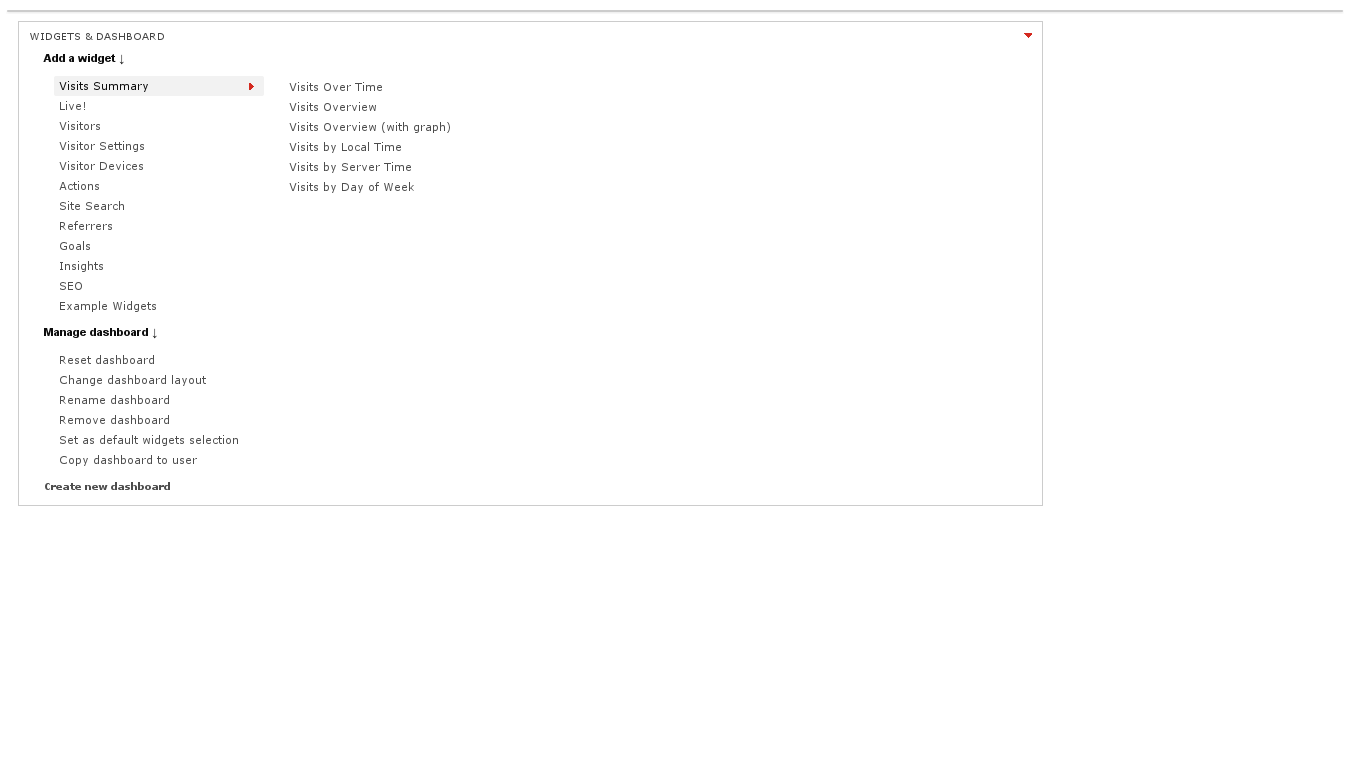 WIDGETS & DASHBOARD
Add a widget ↓
Visits Summary
Live!
Visitors
Visitor Settings
Visitor Devices
Actions
Site Search
Referrers
Goals
Insights
SEO
Example Widgets
Visits Over Time
Visits Overview
Visits Overview (with graph)
Visits by Local Time
Visits by Server Time
Visits by Day of Week
Manage dashboard ↓
Reset dashboard
Change dashboard layout
Rename dashboard
Remove dashboard
Set as default widgets selection
Copy dashboard to user
Create new dashboard